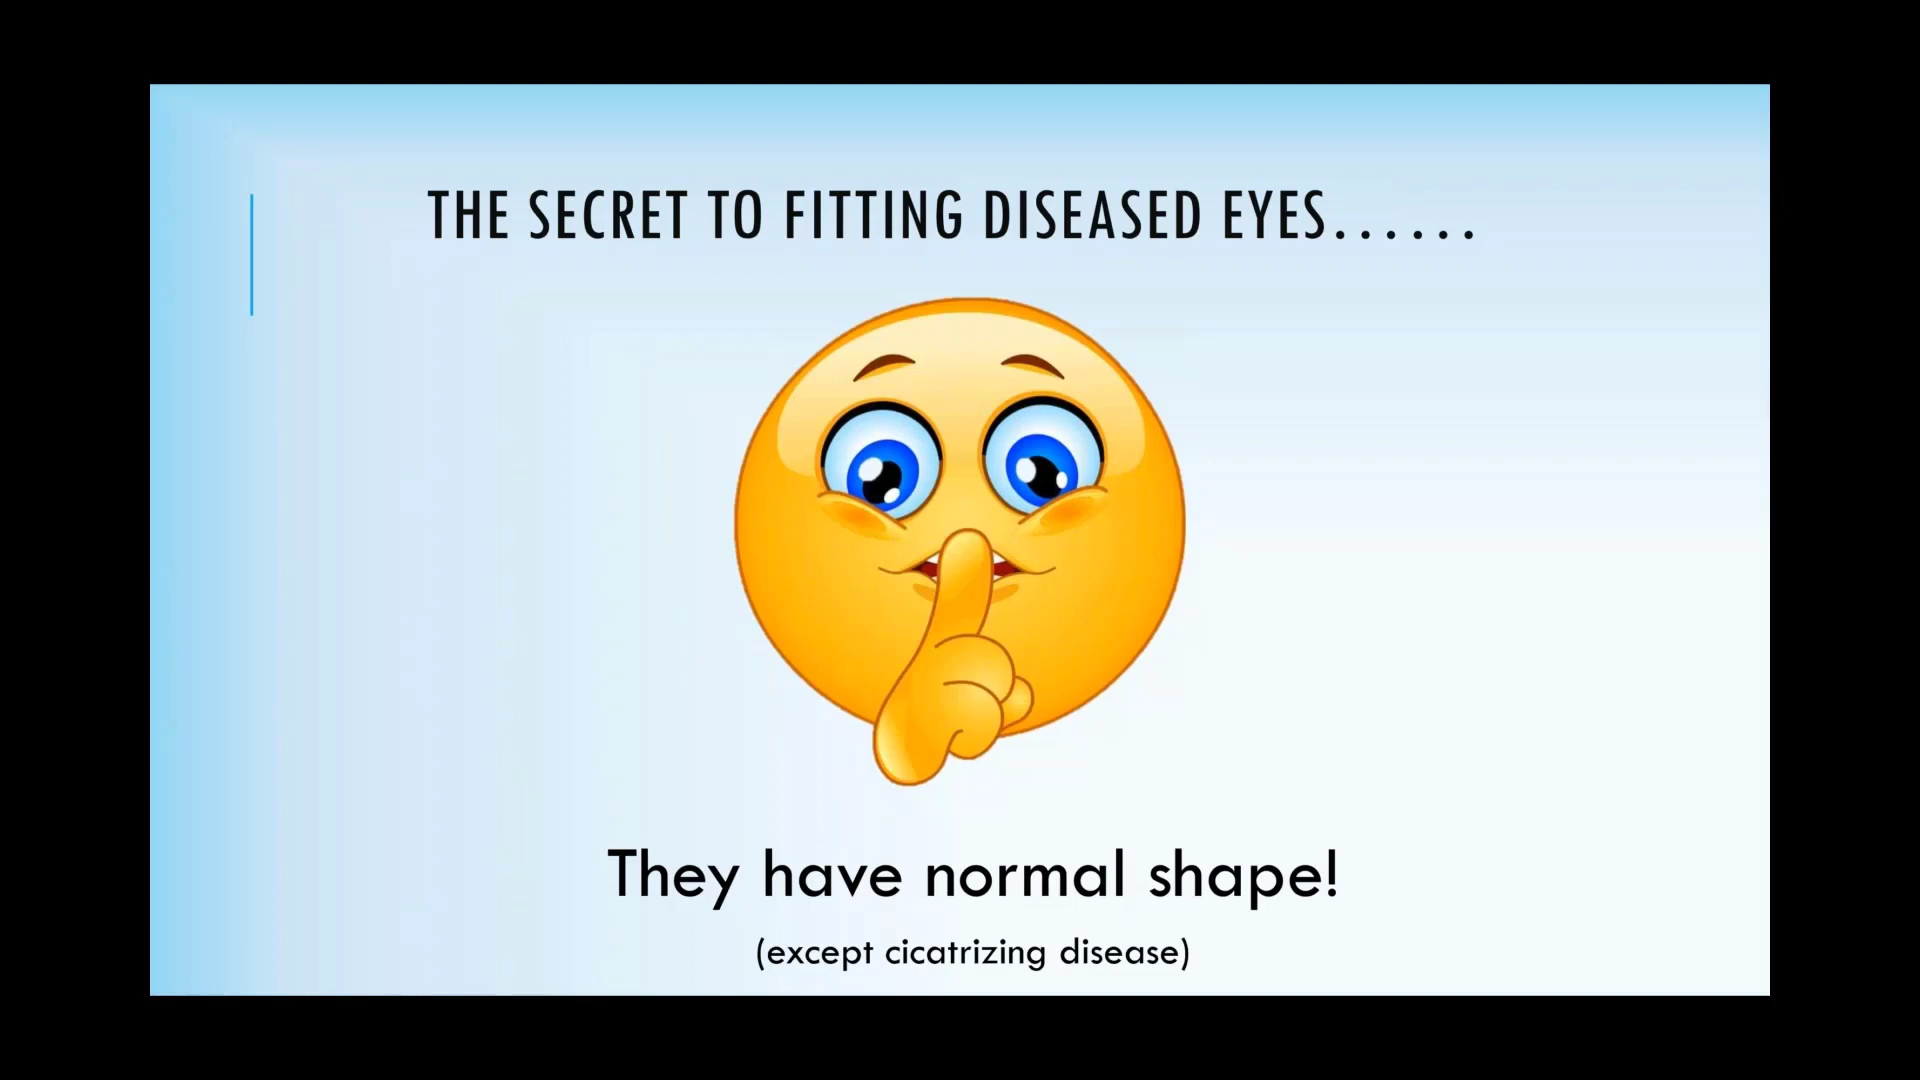 THE SECRET TO FITTING DISEASED EYES......
They have normal shape!
(except cicatrizing disease)